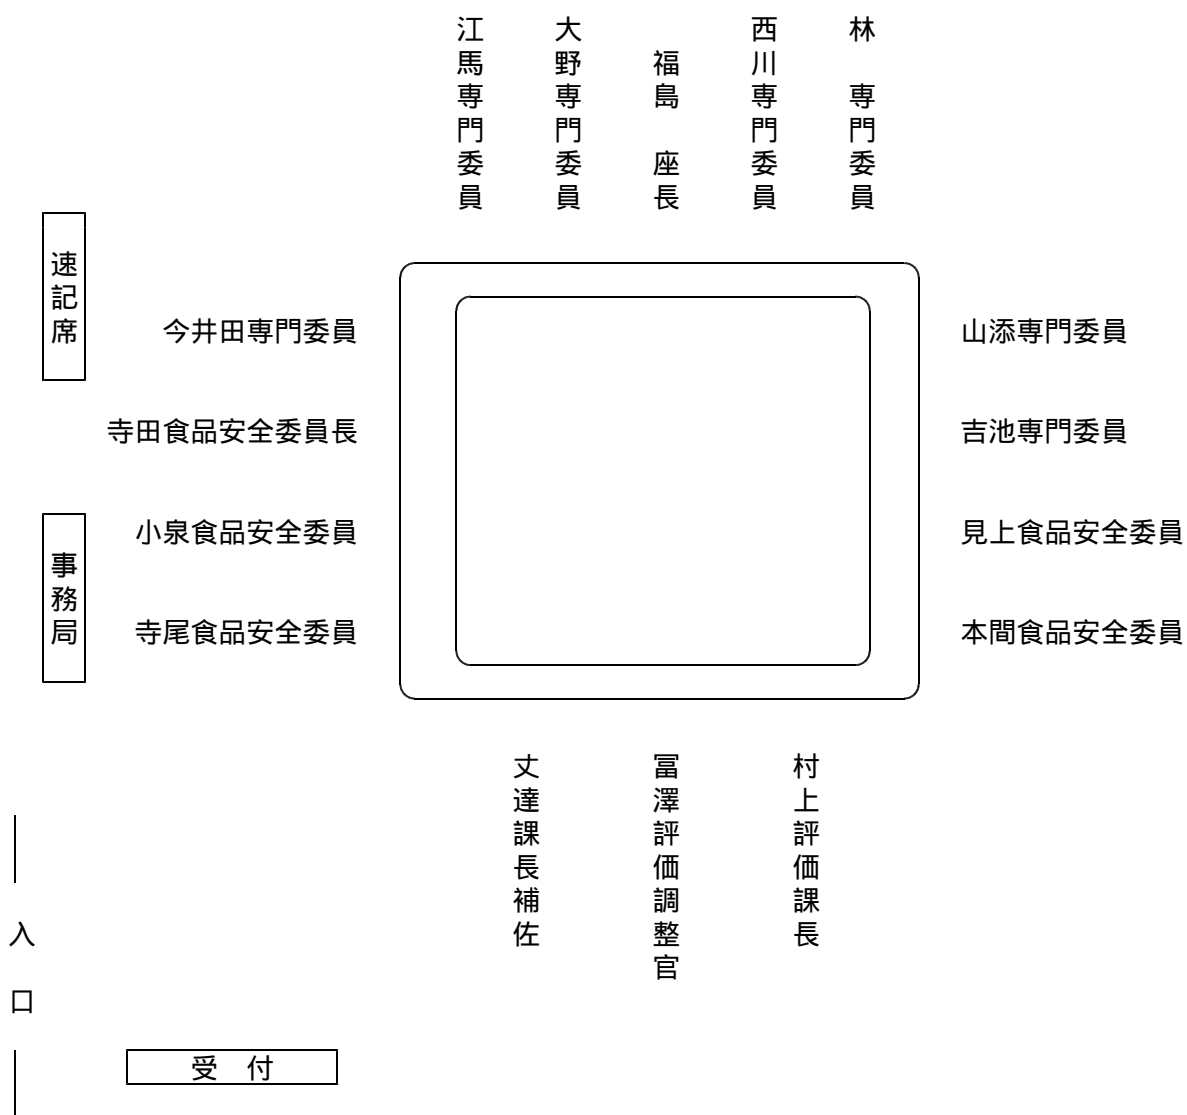 江馬専門委員
大野専門委員
福島　座長
西川専門委員
林　専門委員
速記席
今井田専門委員
山添専門委員
寺田食品安全委員長
吉池専門委員
事務局
小泉食品安全委員
見上食品安全委員
寺尾食品安全委員
本間食品安全委員
丈達課長補佐
冨澤評価調整官
村上評価課長
入口
受　付